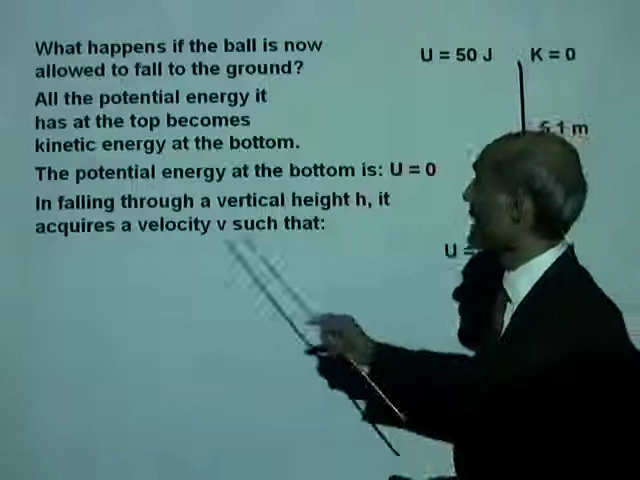 What happens if the ball is now
allowed to fall to the ground?
All the potential energy it
has at the top becomes
kinetic energy at the bottom.
The potential energy at the bottom is: U = 0
In falling through a vertical height h, it
acquires a velocity v such that:
U = 50 J K = 0
1 m
U =